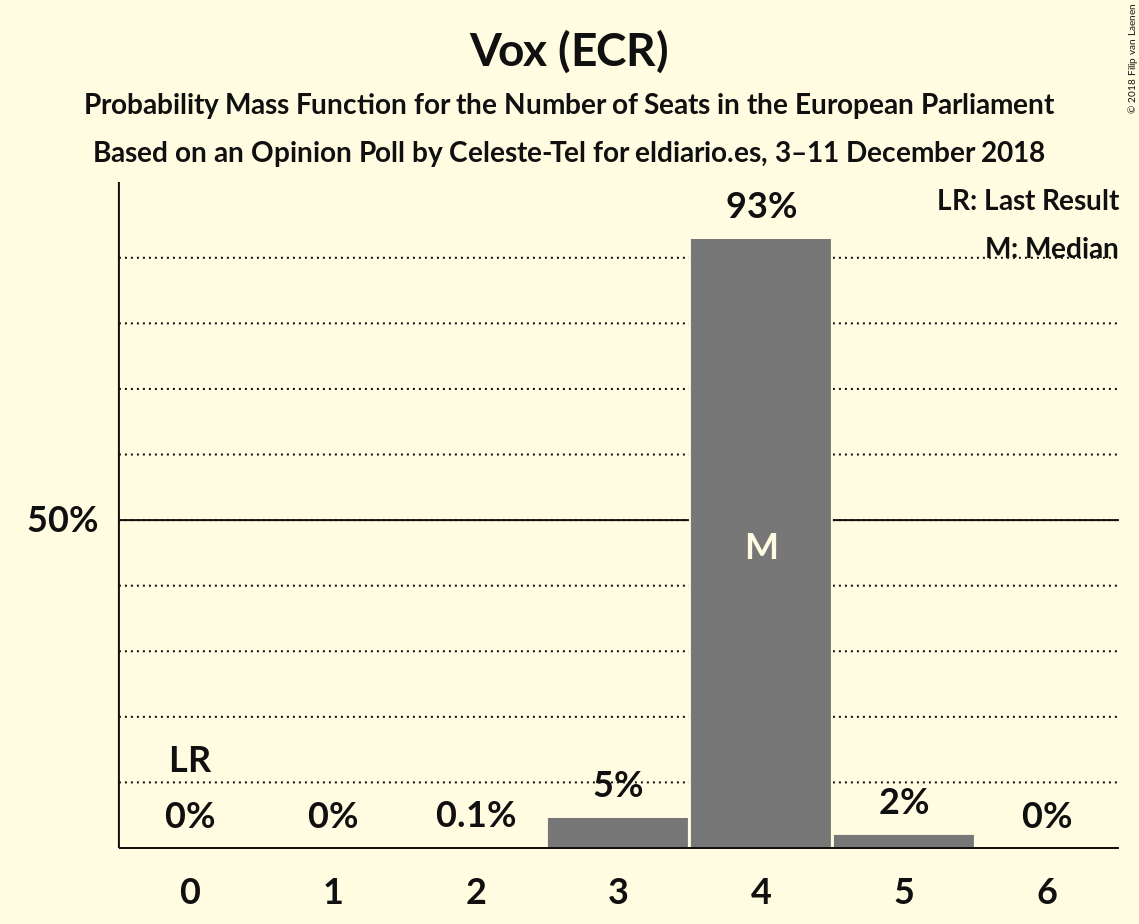 Vox (ECR)
Probability Mass Function for the Number of Seats in the European Parliament
Based on an Opinion Poll by Celeste-Tel for eldiario.es, 3–11 December 2018
© 2018 Filip van Laenen
LR: Last Result
M: Median
93%
50%
M
LR
0%
0%
0.1%
5%
2%
0%
0
1
2
3
4
5
6